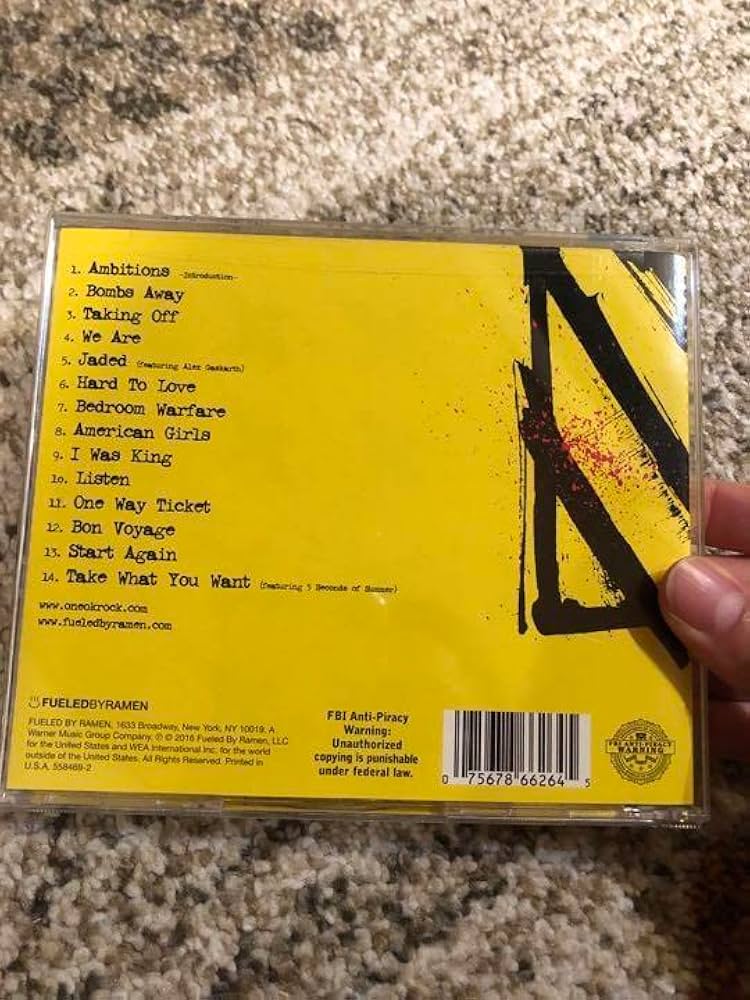 1. Ambitions -Introduction-
2. Bombs Away
3. Taking Off
4. We Are
5. Jaded (featuring Alex Gaskarth)
6. Hard To Love
7. Bedroom Warfare
8. American Girls
9. I Was King
10. Listen
11. One Way Ticket
12. Bon Voyage
13. Start Again
14. Take What You Want (featuring 5 Seconds of Summer)
www.oneokrock.com
www.fueledbyramen.com
FUELEDBYRAMEN
FUELED BY RAMEN, 1633 Broadway, New York, NY 10019. A
Warner Music Group Company. ℗ © 2016 Fueled By Ramen, LLC
for the United States and WEA International Inc. for the world
outside of the United States. All Rights Reserved. Printed in
U.S.A. 558469-2
FBI Anti-Piracy
Warning:
Unauthorized
copying is punishable
under federal law.
0 75678 66264 5
FBI ANTI-PIRACY
WARNING